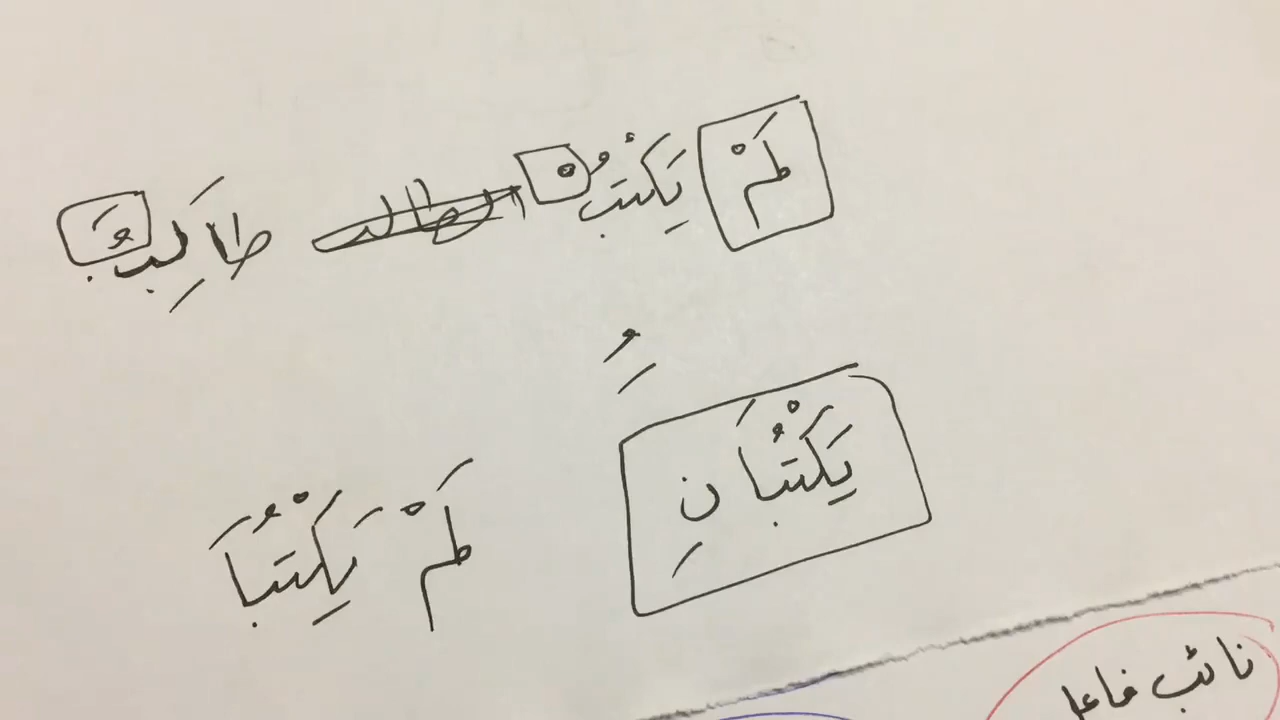 لَمْ يَكْتُبْ طَالِبٌ
يَكْتُبَانِ
لَمْ يَكْتُبَا
نائب فاعل